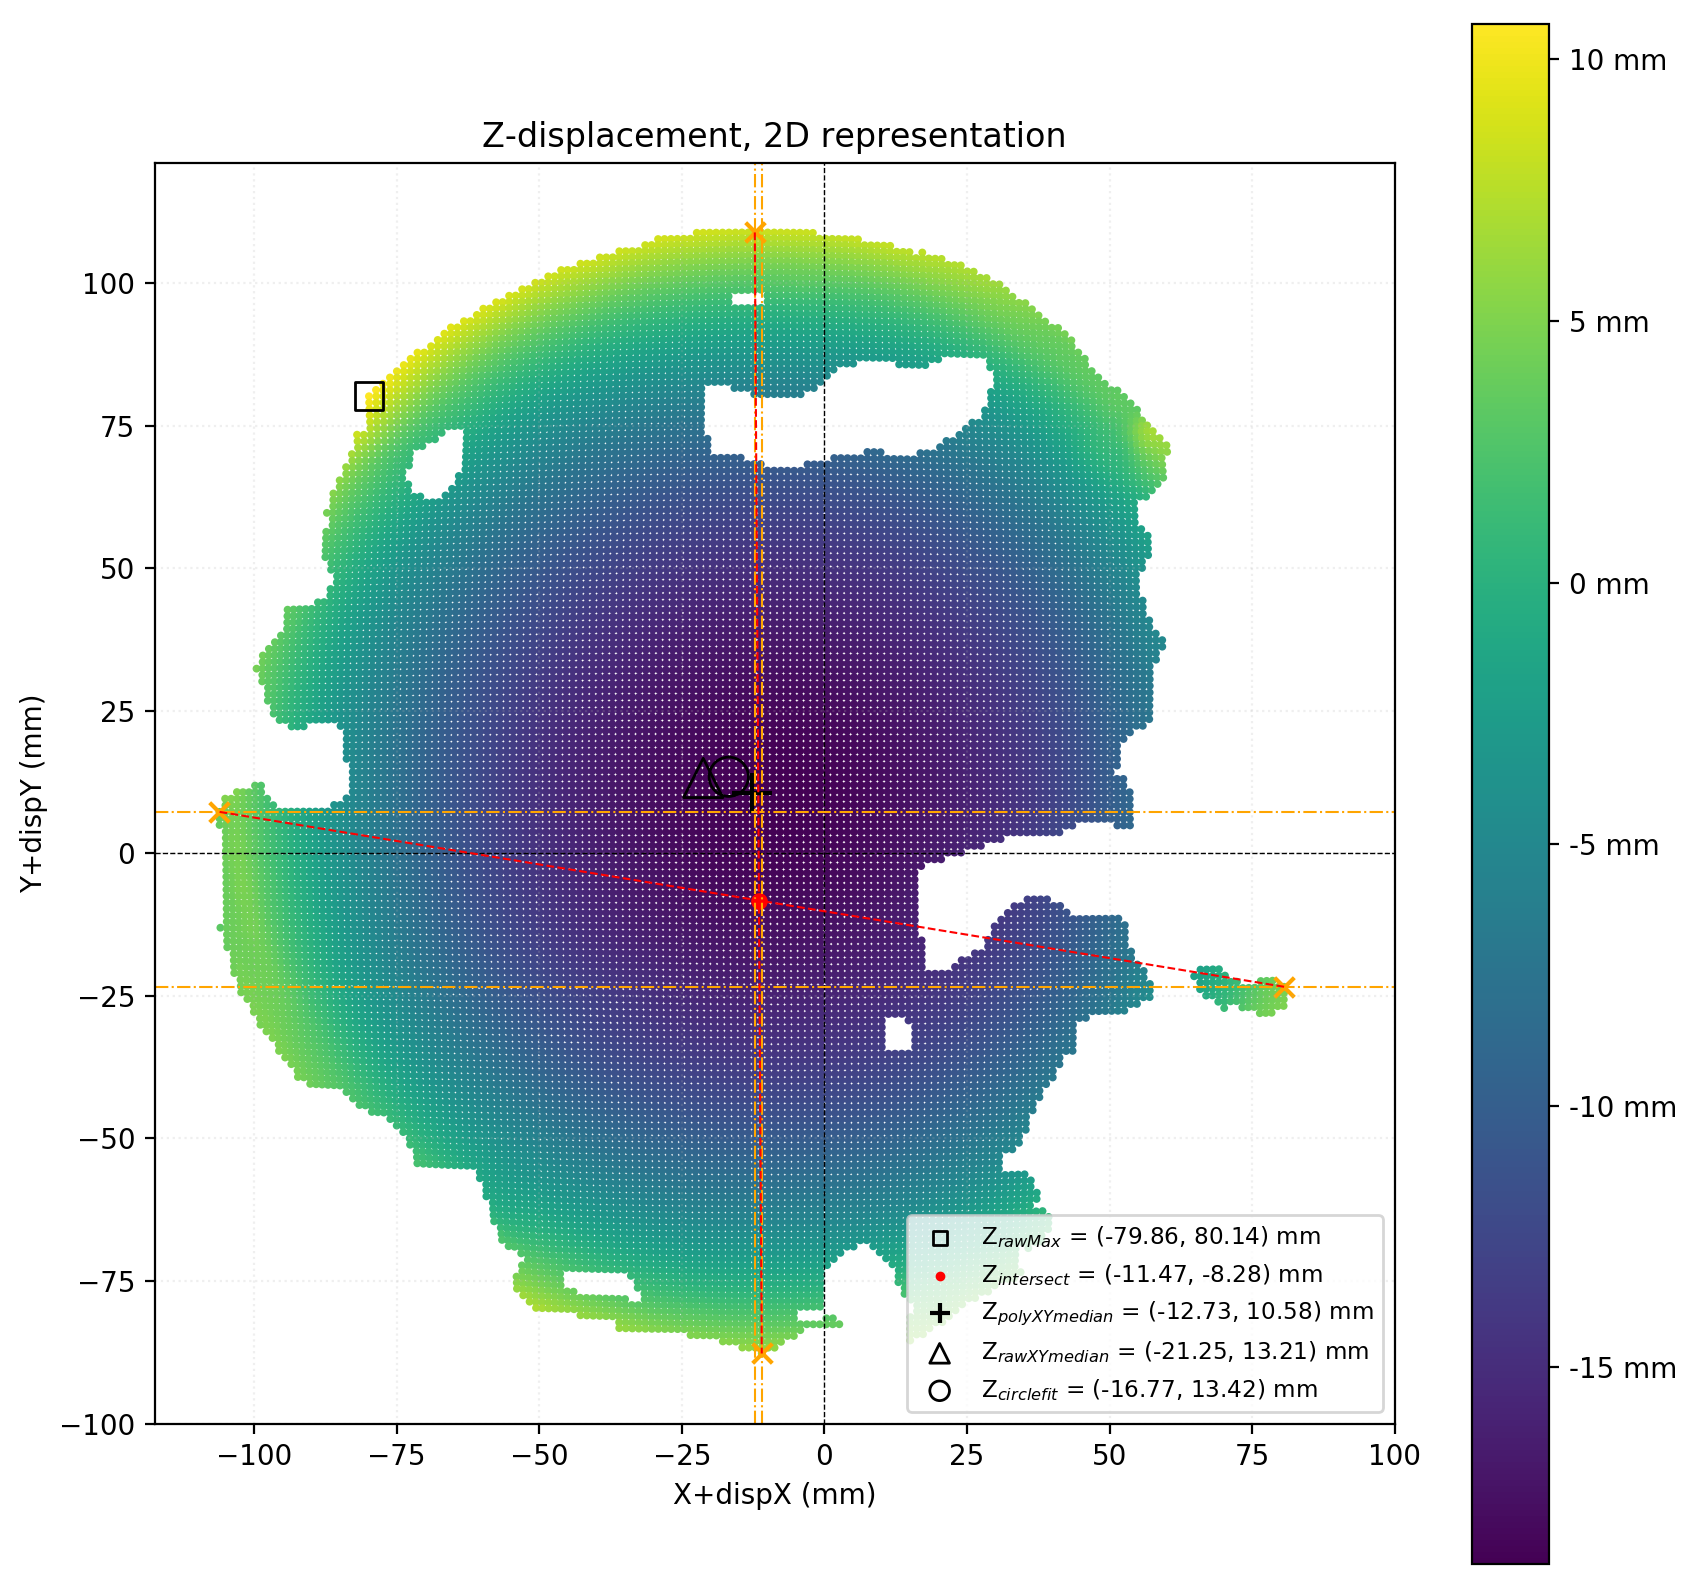 Z-displacement, 2D representation
10 mm
5 mm
0 mm
-5 mm
-10 mm
-15 mm
Y+dispY (mm)
100
75
50
25
0
−25
−50
−75
−100
−100 −75 −50 −25 0 25 50 75 100
X+dispX (mm)
Z_rawMax = (-79.86, 80.14) mm
Z_intersect = (-11.47, -8.28) mm
Z_polyXYmedian = (-12.73, 10.58) mm
Z_rawXYmedian = (-21.25, 13.21) mm
Z_circlefit = (-16.77, 13.42) mm